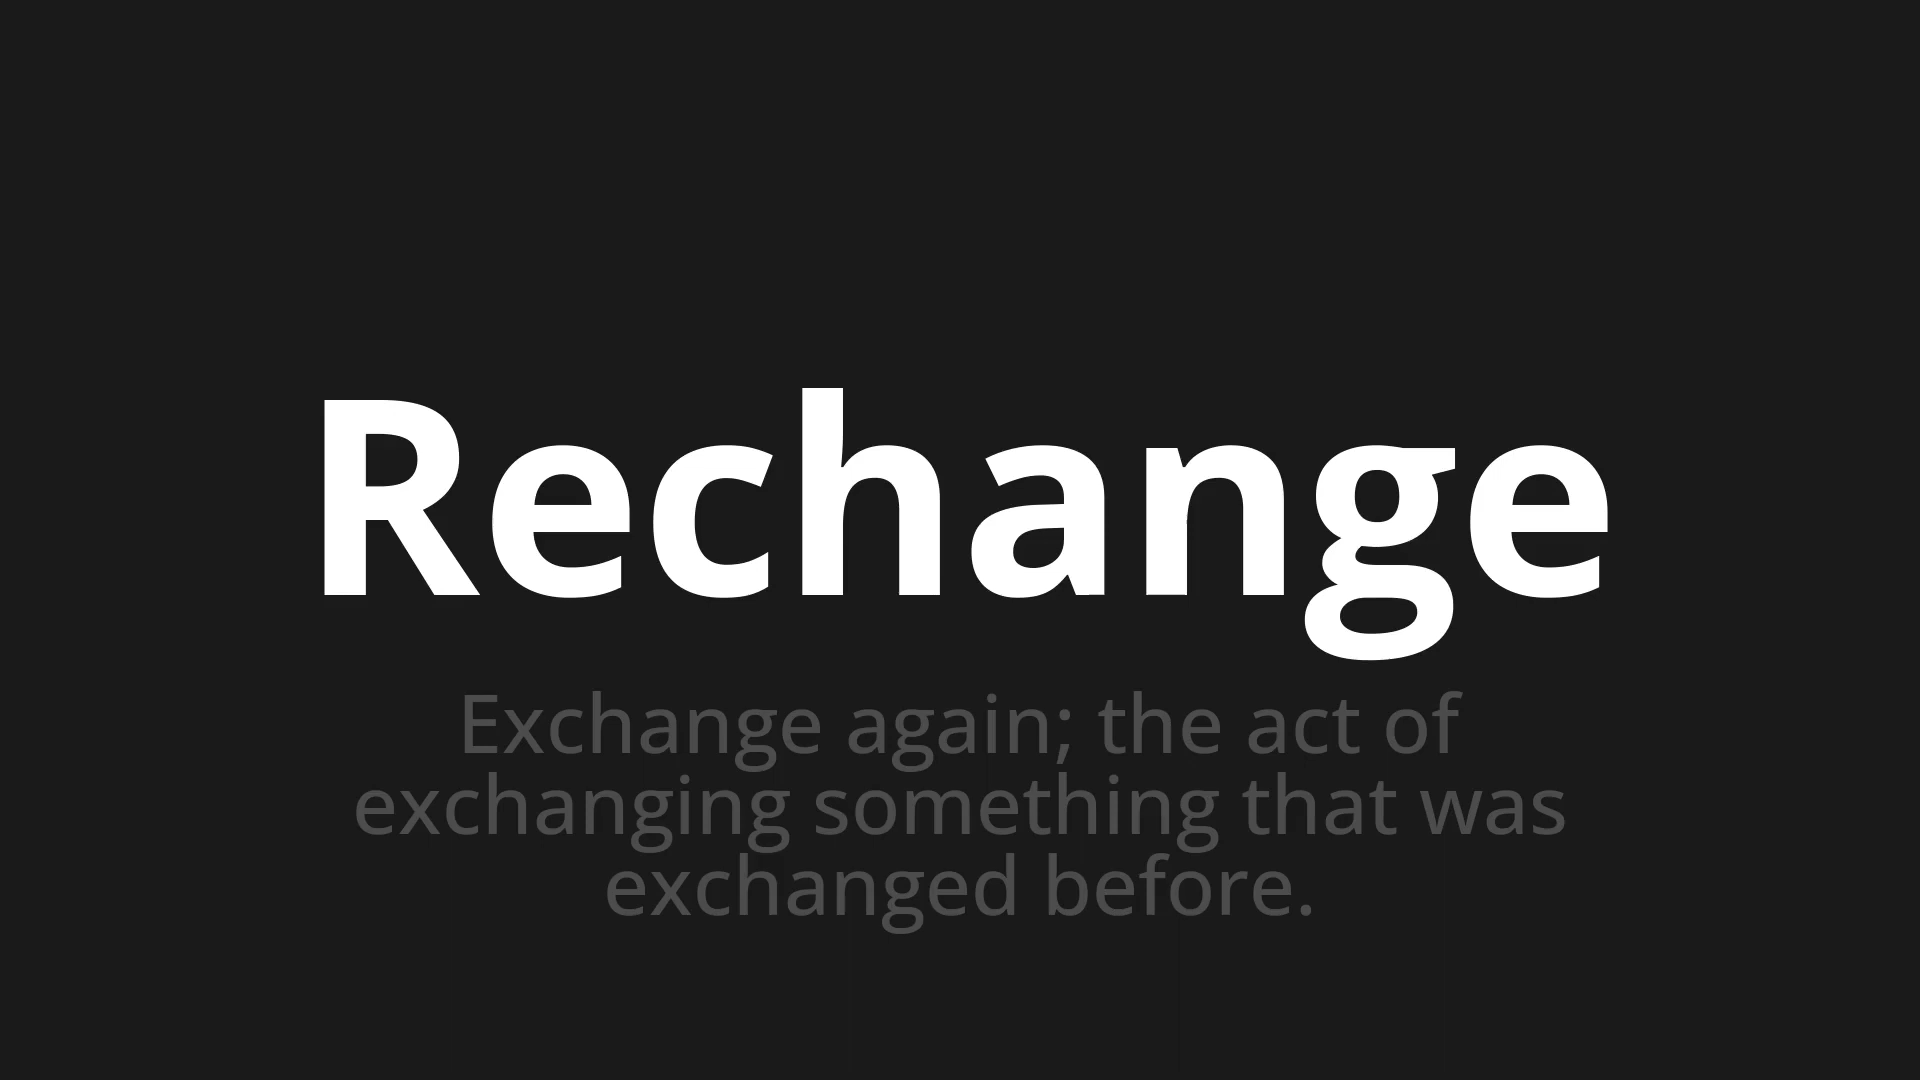 Rechange
Exchange again; the act of
exchanging something that was
exchanged before.